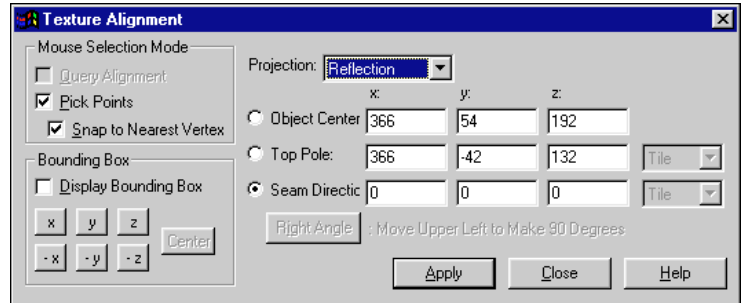 Texture Alignment
Mouse Selection Mode
Query Alignment
Pick Points
Snap to Nearest Vertex
Bounding Box
Display Bounding Box
x y z
Center
- x - y - z
Projection: Reflection
x: y: z:
Object Center 366 54 192
Top Pole: 366 -42 132 Tile
Seam Directic 0 0 0 Tile
Right Angle : Move Upper Left to Make 90 Degrees
Apply Close Help